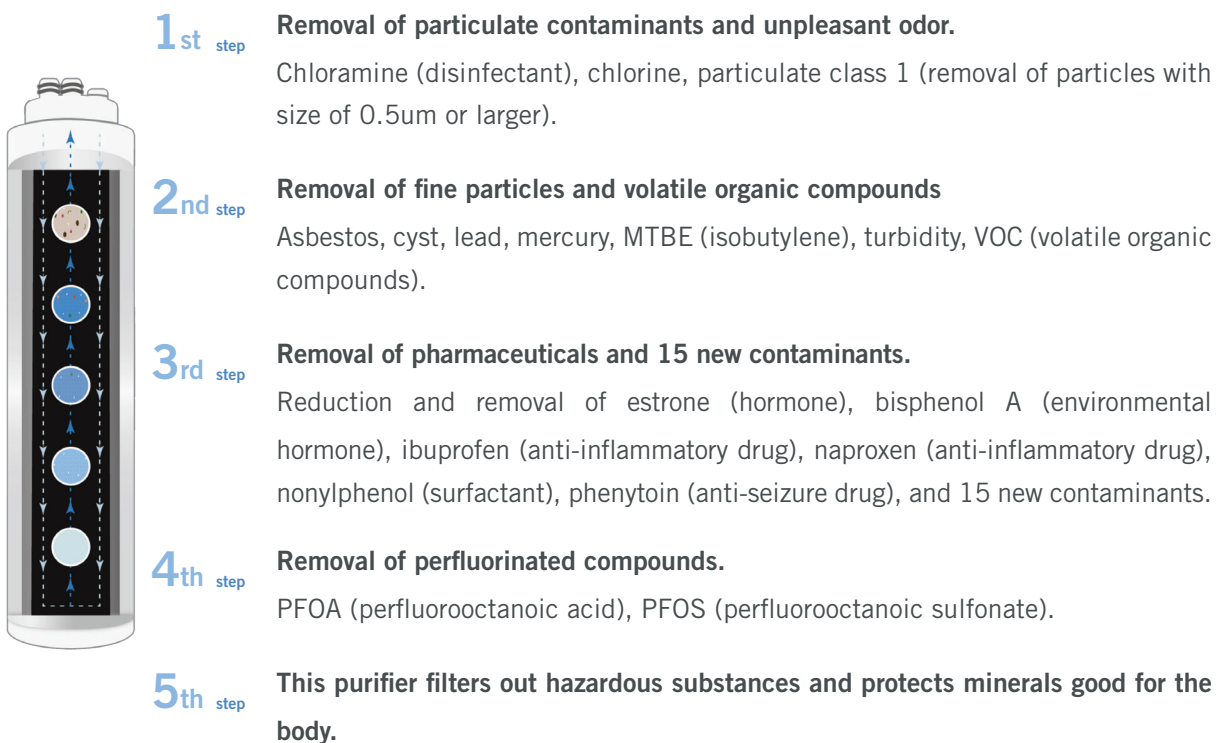 1st step Removal of particulate contaminants and unpleasant odor.
Chloramine (disinfectant), chlorine, particulate class 1 (removal of particles with
size of 0.5um or larger).
2nd step Removal of fine particles and volatile organic compounds
Asbestos, cyst, lead, mercury, MTBE (isobutylene), turbidity, VOC (volatile organic
compounds).
3rd step Removal of pharmaceuticals and 15 new contaminants.
Reduction and removal of estrone (hormone), bisphenol A (environmental
hormone), ibuprofen (anti-inflammatory drug), naproxen (anti-inflammatory drug),
nonylphenol (surfactant), phenytoin (anti-seizure drug), and 15 new contaminants.
4th step Removal of perfluorinated compounds.
PFOA (perfluorooctanoic acid), PFOS (perfluorooctanoic sulfonate).
5th step This purifier filters out hazardous substances and protects minerals good for the
body.